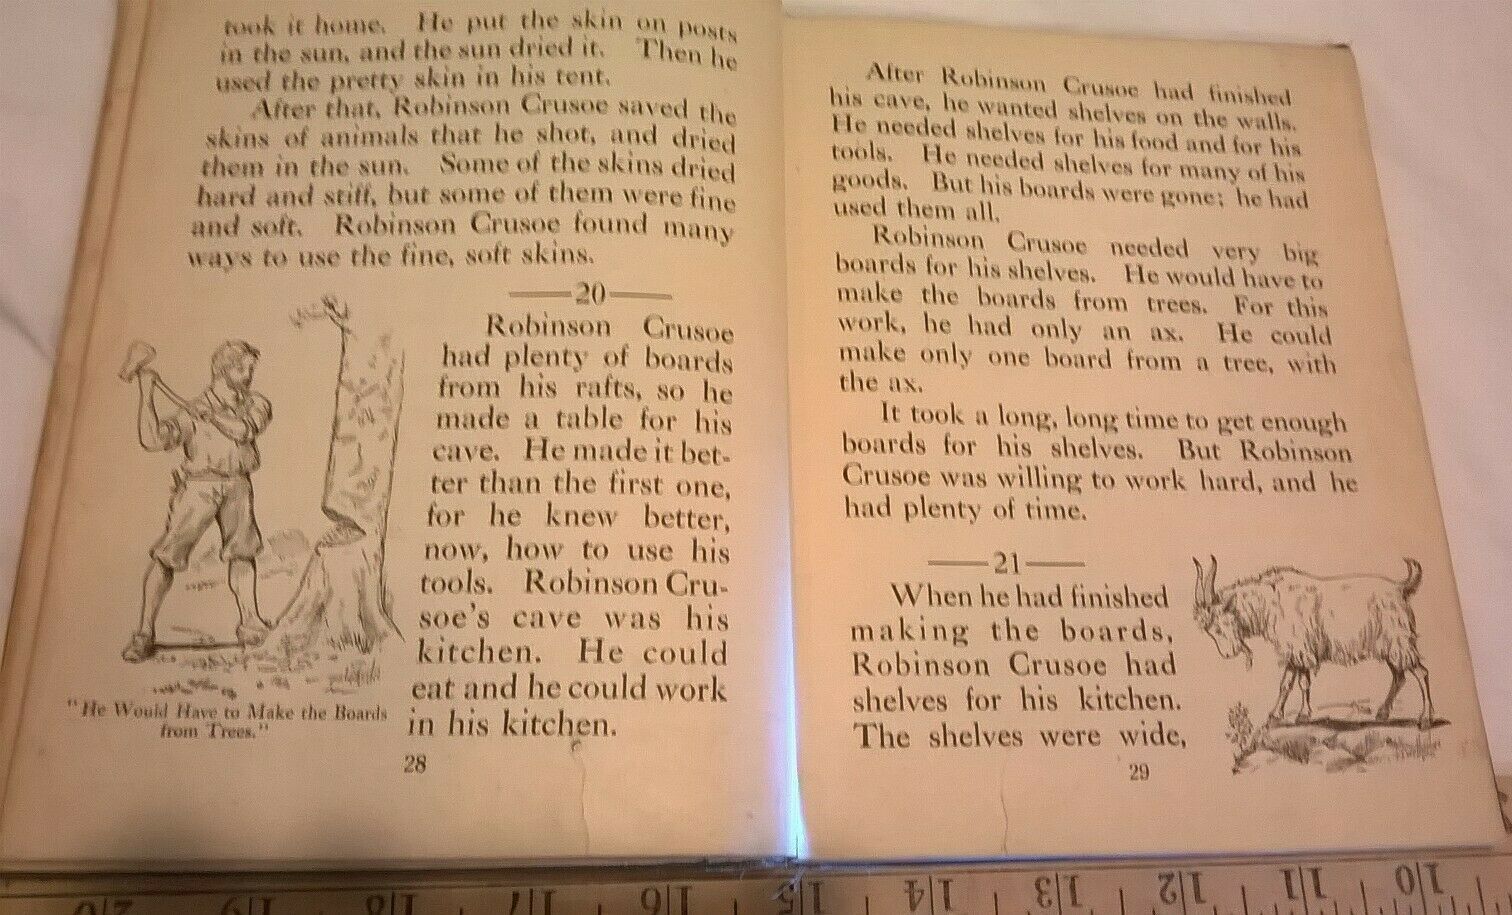 took it home. He put the skin on posts
in the sun, and the sun dried it. Then he
used the pretty skin in his tent.
After that, Robinson Crusoe saved the
skins of animals that he shot, and dried
them in the sun. Some of the skins dried
hard and stiff, but some of them were fine
and soft. Robinson Crusoe found many
ways to use the fine, soft skins.
20
Robinson Crusoe
had plenty of boards
from his rafts, so he
made a table for his
cave. He made it bet-
ter than the first one,
for he knew better,
now, how to use his
tools. Robinson Cru-
soe's cave was his
kitchen. He could
eat and he could work
in his kitchen.
"He Would Have to Make the Boards
from Trees."
28
After Robinson Crusoe had finished
his cave, he wanted shelves on the walls.
He needed shelves for his food and for his
tools. He needed shelves for many of his
goods. But his boards were gone; he had
used them all.
Robinson Crusoe needed very big
boards for his shelves. He would have to
make the boards from trees. For this
work, he had only an ax. He could
make only one board from a tree, with
the ax.
It took a long, long time to get enough
boards for his shelves. But Robinson
Crusoe was willing to work hard, and he
had plenty of time.
21
When he had finished
making the boards,
Robinson Crusoe had
shelves for his kitchen.
The shelves were wide,
29
20 19 18 17 16 15 14 13 12 11 10